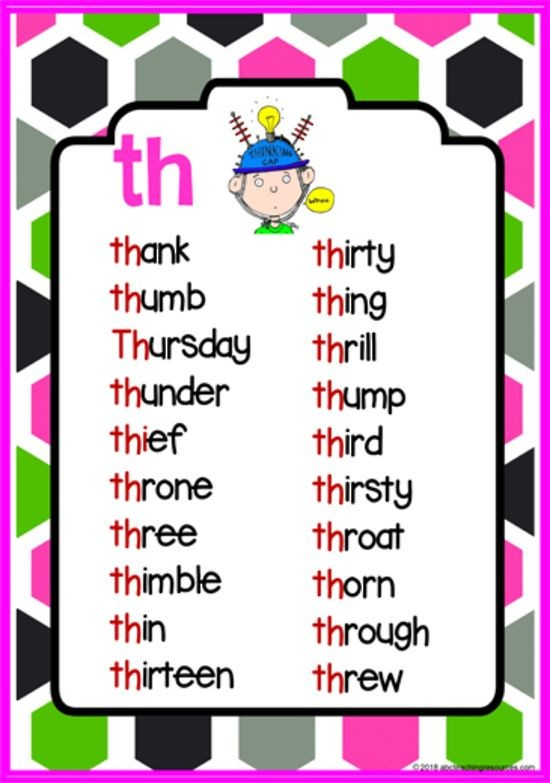 th
THINKING CAP
Whoa
thank
thumb
Thursday
thunder
thief
throne
three
thimble
thin
thirteen
thirty
thing
thrill
thump
third
thirsty
throat
thorn
through
threw
©2018 abcteachingresources.com